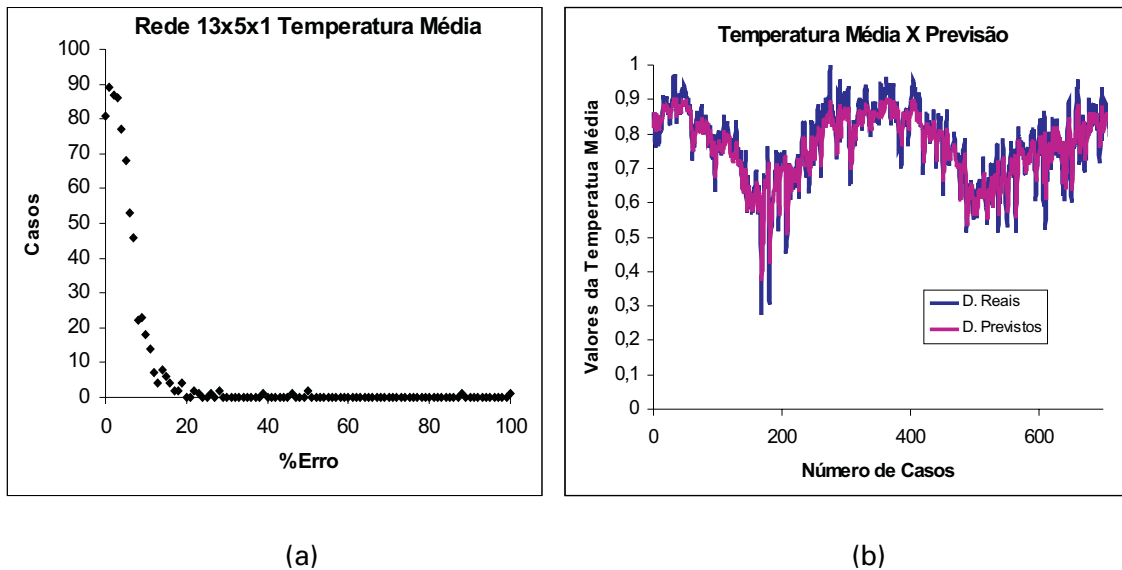 Rede 13x5x1 Temperatura Média
100
90
80
70
60
50
40
30
20
10
0
Casos
0 20 40 60 80 100
%Erro
(a)
Temperatura Média X Previsão
1
0,9
0,8
0,7
0,6
0,5
0,4
0,3
0,2
0,1
0
Valores da Temperatua Média
D. Reais
D. Previstos
0 200 400 600
Número de Casos
(b)